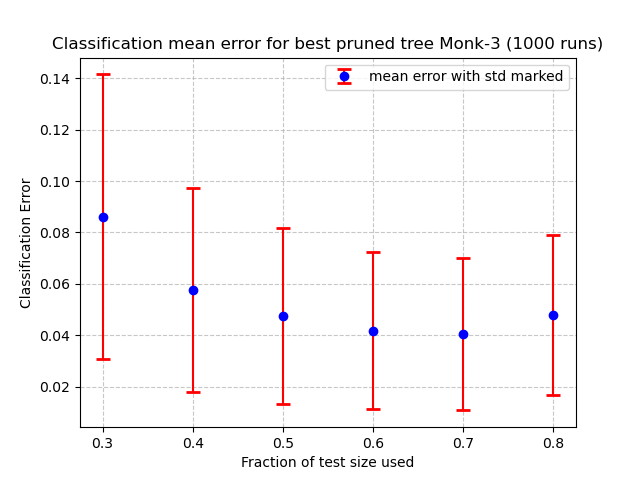 Classification mean error for best pruned tree Monk-3 (1000 runs)
mean error with std marked
Classification Error
0.14
0.12
0.10
0.08
0.06
0.04
0.02
0.3 0.4 0.5 0.6 0.7 0.8
Fraction of test size used